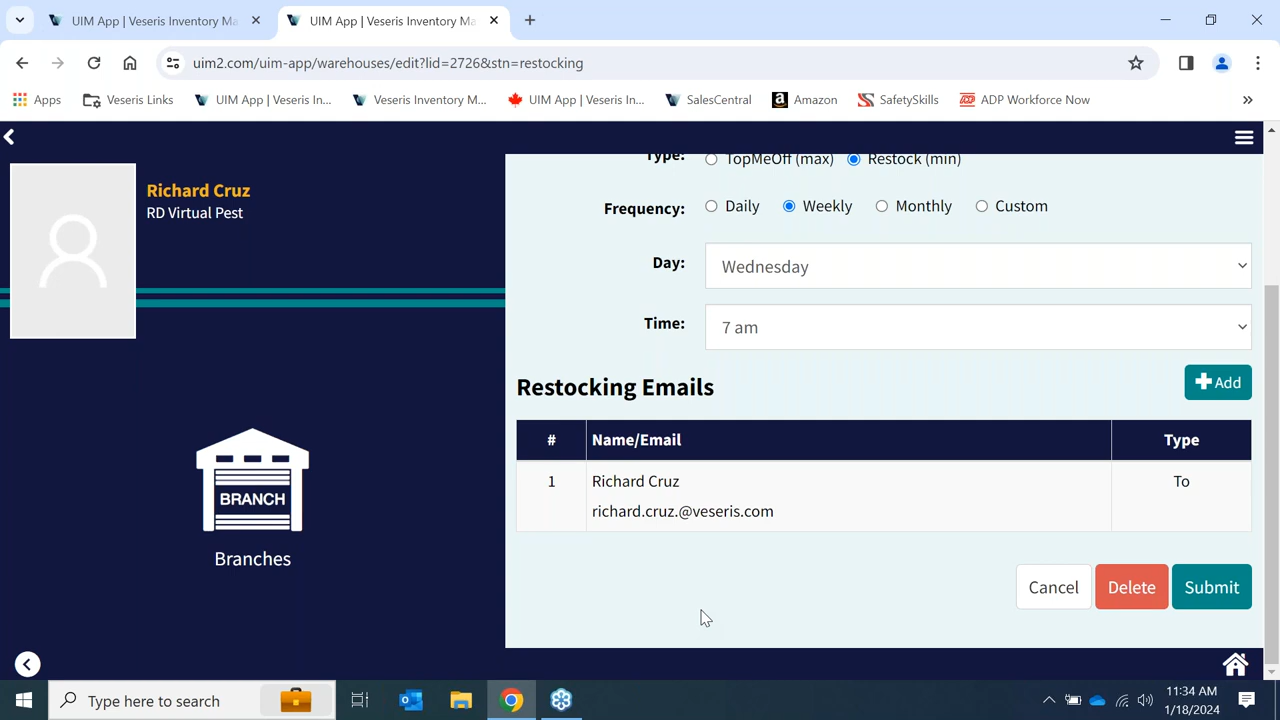 UIM App | Veseris Inventory Ma
UIM App | Veseris Inventory Ma
uim2.com/uim-app/warehouses/edit?lid=2726&stn=restocking
Apps
Veseris Links
UIM App | Veseris In...
Veseris Inventory M...
UIM App | Veseris In...
SalesCentral
Amazon
SafetySkills
ADP Workforce Now
Richard Cruz
RD Virtual Pest
BRANCH
Branches
Type: TopMeOff (max) Restock (min)
Frequency: Daily Weekly Monthly Custom
Day: Wednesday
Time: 7 am
Restocking Emails
Add
# Name/Email Type
1 Richard Cruz To
richard.cruz.@veseris.com
Cancel Delete Submit
Type here to search
11:34 AM
1/18/2024